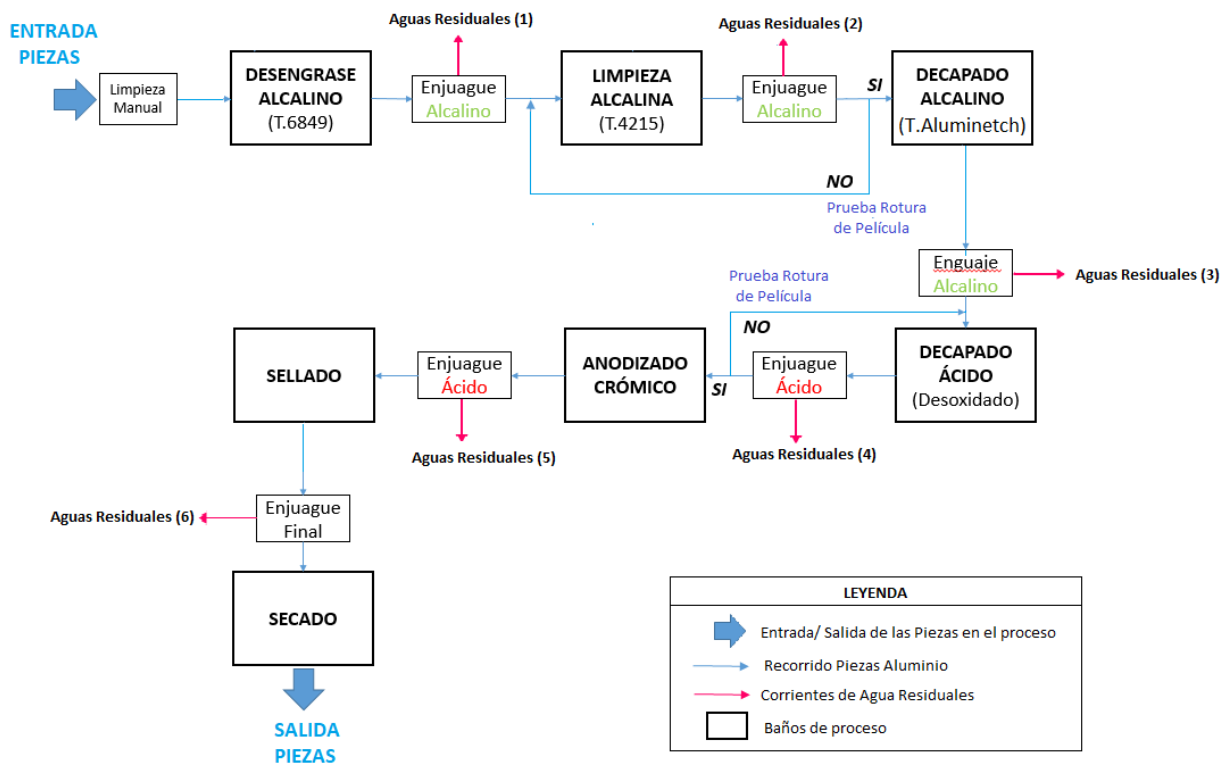 ENTRADA
PIEZAS
Limpieza
Manual
DESENGRASE
ALCALINO
(T.6849)
Aguas Residuales (1)
Enjuague
Alcalino
LIMPIEZA
ALCALINA
(T.4215)
Aguas Residuales (2)
Enjuague
Alcalino
SI
NO
Prueba Rotura
de Película
DECAPADO
ALCALINO
(T.Aluminetch)
Enguaje
Alcalino
Aguas Residuales (3)
DECAPADO
ÁCIDO
(Desoxidado)
Prueba Rotura
de Película
NO
Enjuague
Ácido
SI
Aguas Residuales (4)
ANODIZADO
CRÓMICO
Enjuague
Ácido
Aguas Residuales (5)
SELLADO
Enjuague
Final
Aguas Residuales (6)
SECADO
SALIDA
PIEZAS
LEYENDA
Entrada/ Salida de las Piezas en el proceso
Recorrido Piezas Aluminio
Corrientes de Agua Residuales
Baños de proceso